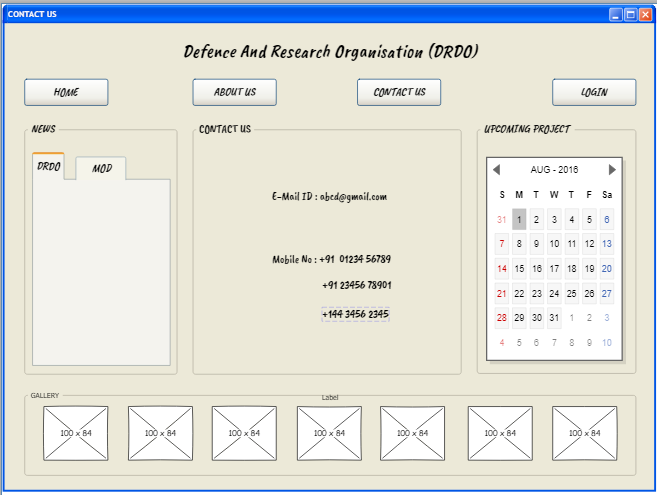 CONTACT US
Defence And Research Organisation (DRDO)
HOME
ABOUT US
CONTACT US
LOGIN
NEWS
DRDO
MOD
CONTACT US
E-Mail ID : abcd@gmail.com
Mobile No : +91 01234 56789
+91 23456 78901
+144 3456 2345
UPCOMING PROJECT
AUG - 2016
S M T W T F Sa
31 1 2 3 4 5 6
7 8 9 10 11 12 13
14 15 16 17 18 19 20
21 22 23 24 25 26 27
28 29 30 31 1 2 3
4 5 6 7 8 9 10
GALLERY
Label
100 x 84
100 x 84
100 x 84
100 x 84
100 x 84
100 x 84
100 x 84